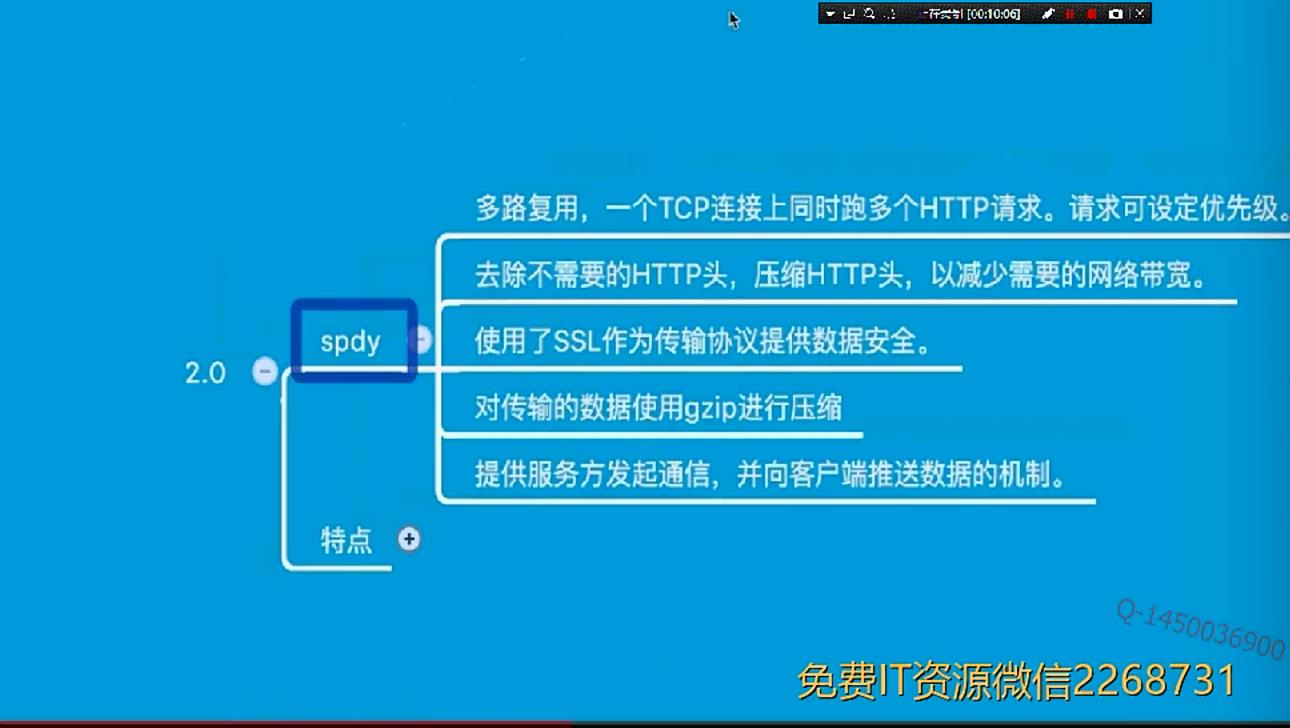 [00:10:06]
多路复用，一个TCP连接上同时跑多个HTTP请求。请求可设定优先级。
去除不需要的HTTP头，压缩HTTP头，以减少需要的网络带宽。
spdy
使用了SSL作为传输协议提供数据安全。
2.0
对传输的数据使用gzip进行压缩
提供服务方发起通信，并向客户端推送数据的机制。
特点
Q-1450036900
免费IT资源微信2268731